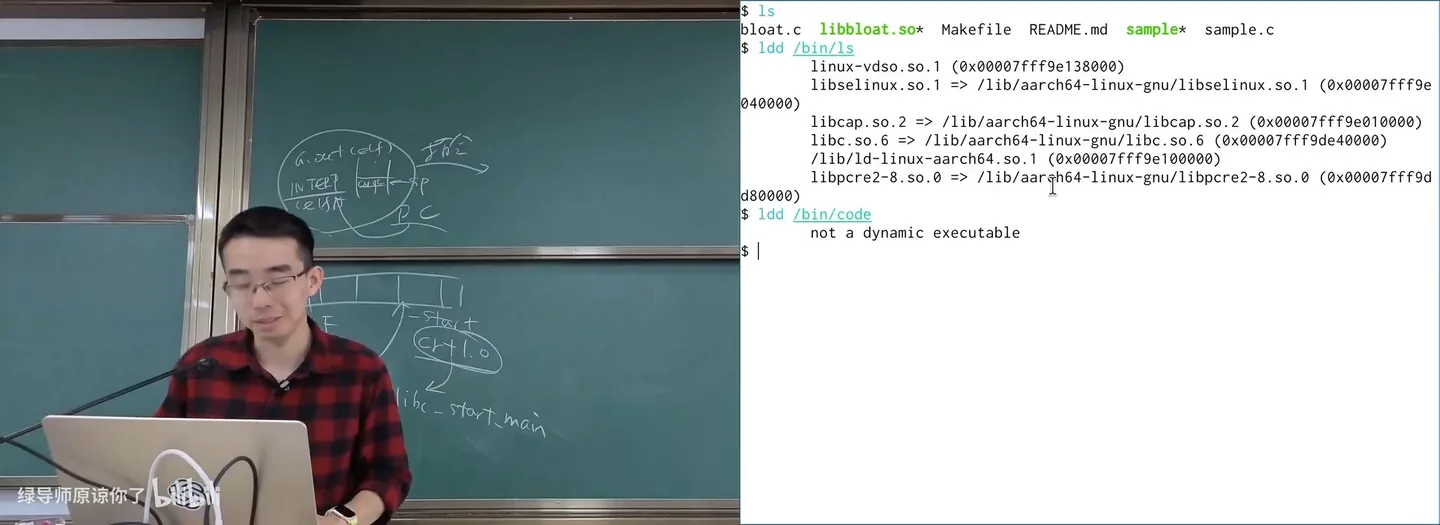 a.out (elf)
INTERP
P
PC
_start
crt1.o
libc_start_main
绿导师原谅你了 bilibili
$ ls
bloat.c  libbloat.so*  Makefile  README.md  sample*  sample.c
$ ldd /bin/ls
linux-vdso.so.1 (0x00007fff9e138000)
libselinux.so.1 => /lib/aarch64-linux-gnu/libselinux.so.1 (0x00007fff9e
040000)
libcap.so.2 => /lib/aarch64-linux-gnu/libcap.so.2 (0x00007fff9e010000)
libc.so.6 => /lib/aarch64-linux-gnu/libc.so.6 (0x00007fff9de40000)
/lib/ld-linux-aarch64.so.1 (0x00007fff9e100000)
libpcre2-8.so.0 => /lib/aarch64-linux-gnu/libpcre2-8.so.0 (0x00007fff9d
d80000)
$ ldd /bin/code
not a dynamic executable
$